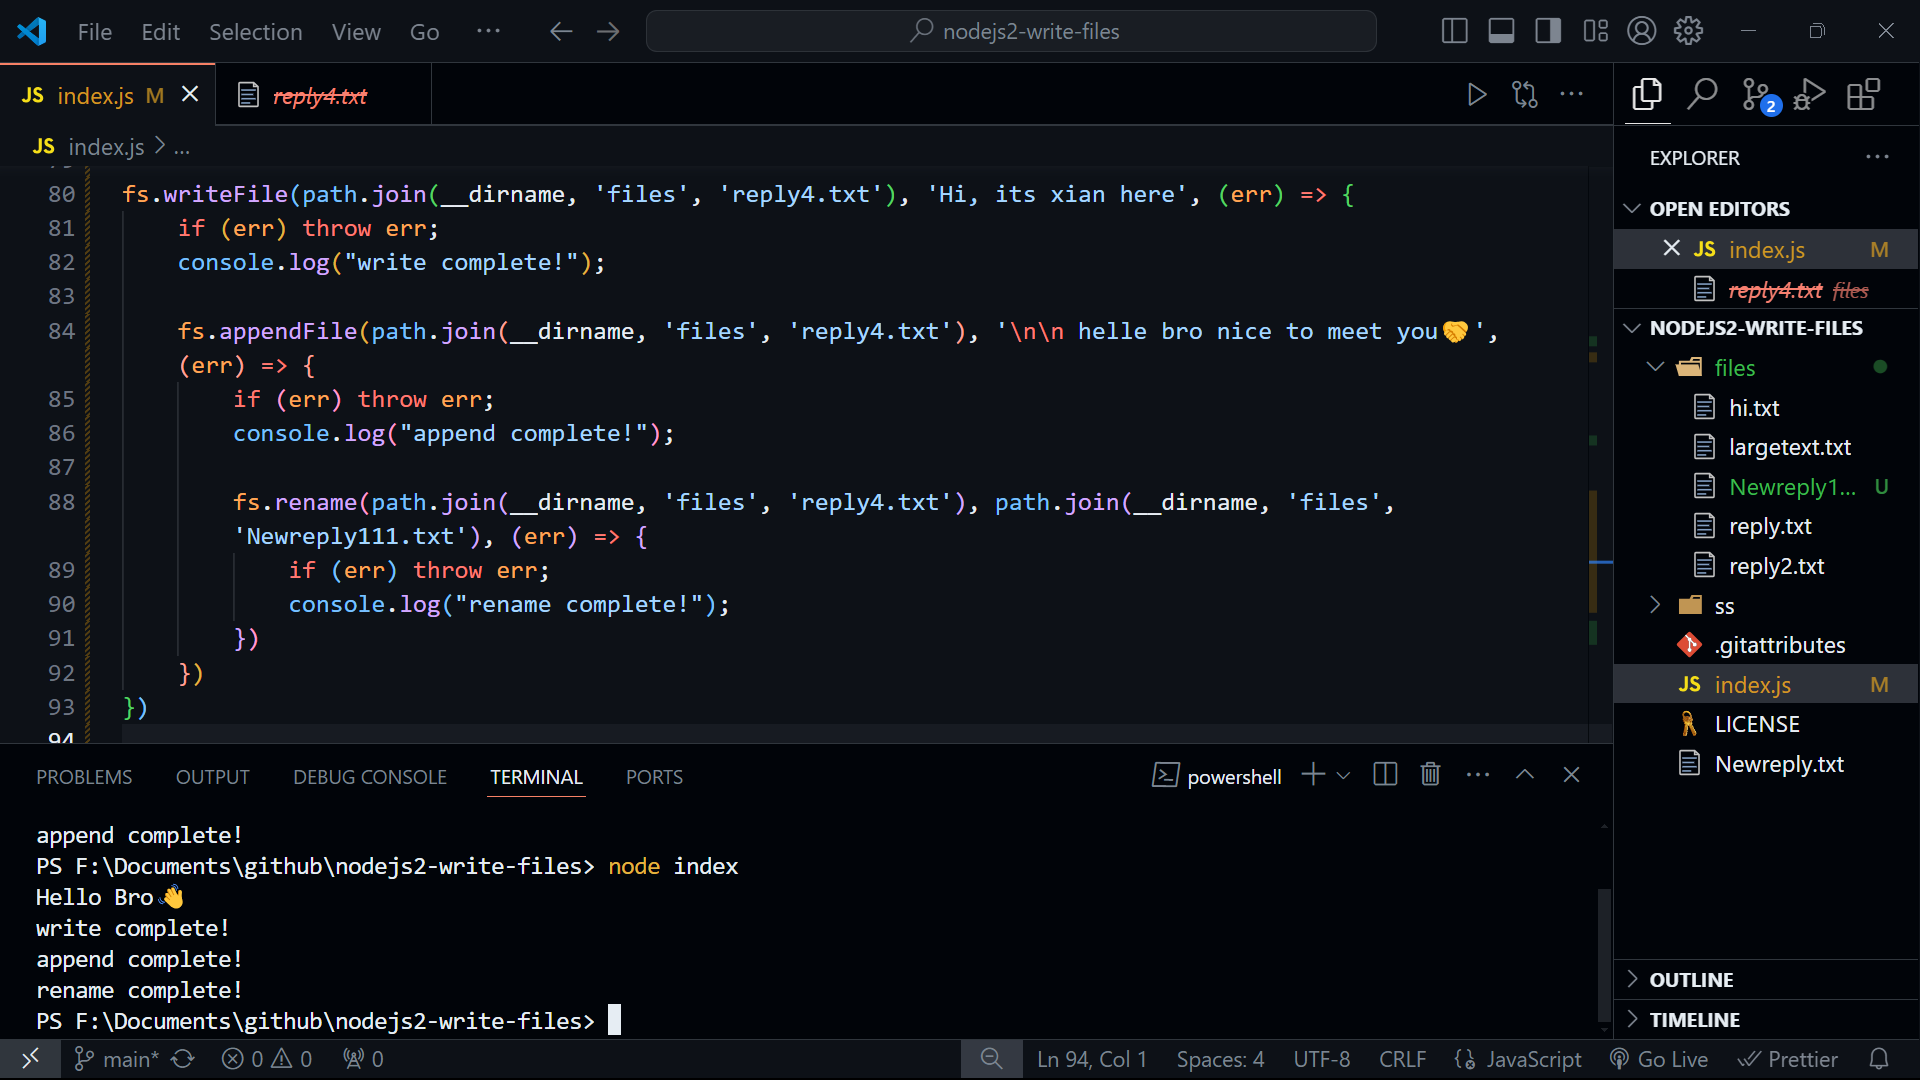 File Edit Selection View Go ··· nodejs2-write-files
JS index.js M reply4.txt
JS index.js > ...
80 fs.writeFile(path.join(__dirname, 'files', 'reply4.txt'), 'Hi, its xian here', (err) => {
81 if (err) throw err;
82 console.log("write complete!");
83
84 fs.appendFile(path.join(__dirname, 'files', 'reply4.txt'), '\n\n helle bro nice to meet you🤝',
(err) => {
85 if (err) throw err;
86 console.log("append complete!");
87
88 fs.rename(path.join(__dirname, 'files', 'reply4.txt'), path.join(__dirname, 'files',
'Newreply111.txt'), (err) => {
89 if (err) throw err;
90 console.log("rename complete!");
91 })
92 })
93 })
94
PROBLEMS OUTPUT DEBUG CONSOLE TERMINAL PORTS powershell
append complete!
PS F:\Documents\github\nodejs2-write-files> node index
Hello Bro👋
write complete!
append complete!
rename complete!
PS F:\Documents\github\nodejs2-write-files>
2
EXPLORER
OPEN EDITORS
JS index.js M
reply4.txt files
NODEJS2-WRITE-FILES
files
hi.txt
largetext.txt
Newreply1... U
reply.txt
reply2.txt
ss
.gitattributes
JS index.js M
LICENSE
Newreply.txt
OUTLINE
TIMELINE
main* 0 0 0 Ln 94, Col 1 Spaces: 4 UTF-8 CRLF JavaScript Go Live Prettier